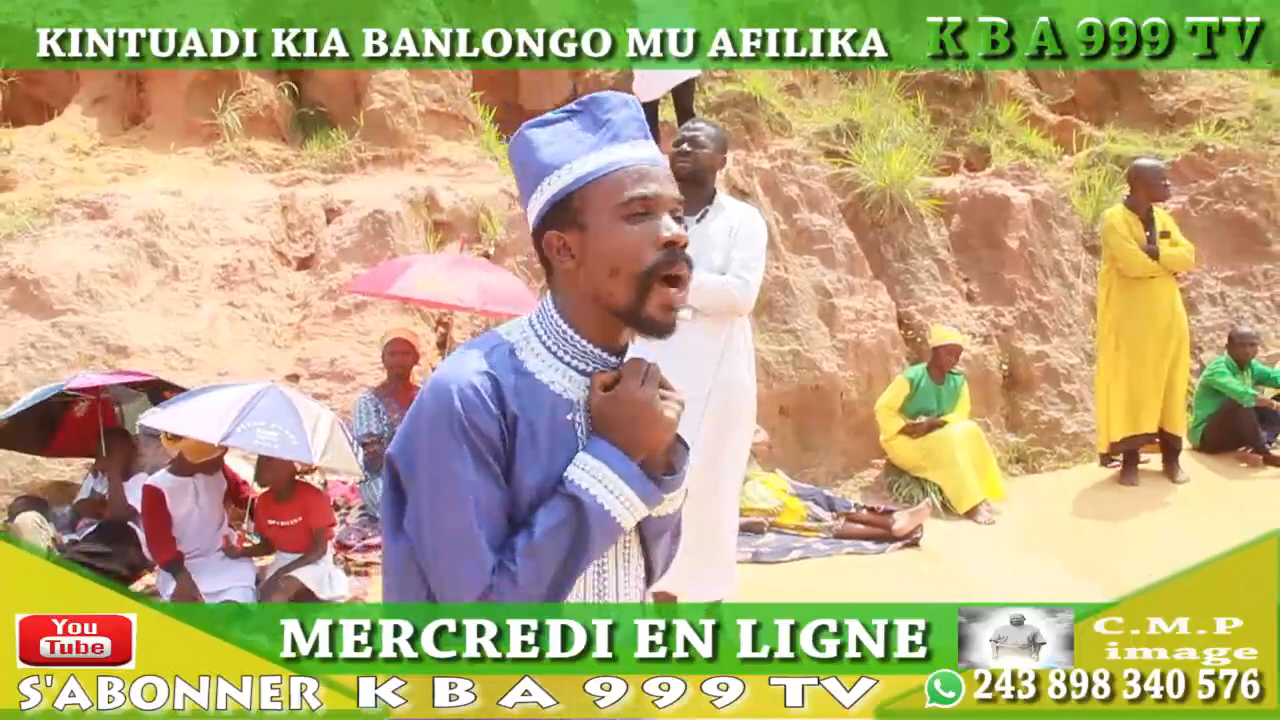 KINTUADI KIA BANLONGO MU AFILIKA
K B A 999 TV
You
Tube
MERCREDI EN LIGNE
C.M.P
image
S'ABONNER K B A 999 TV
243 898 340 576